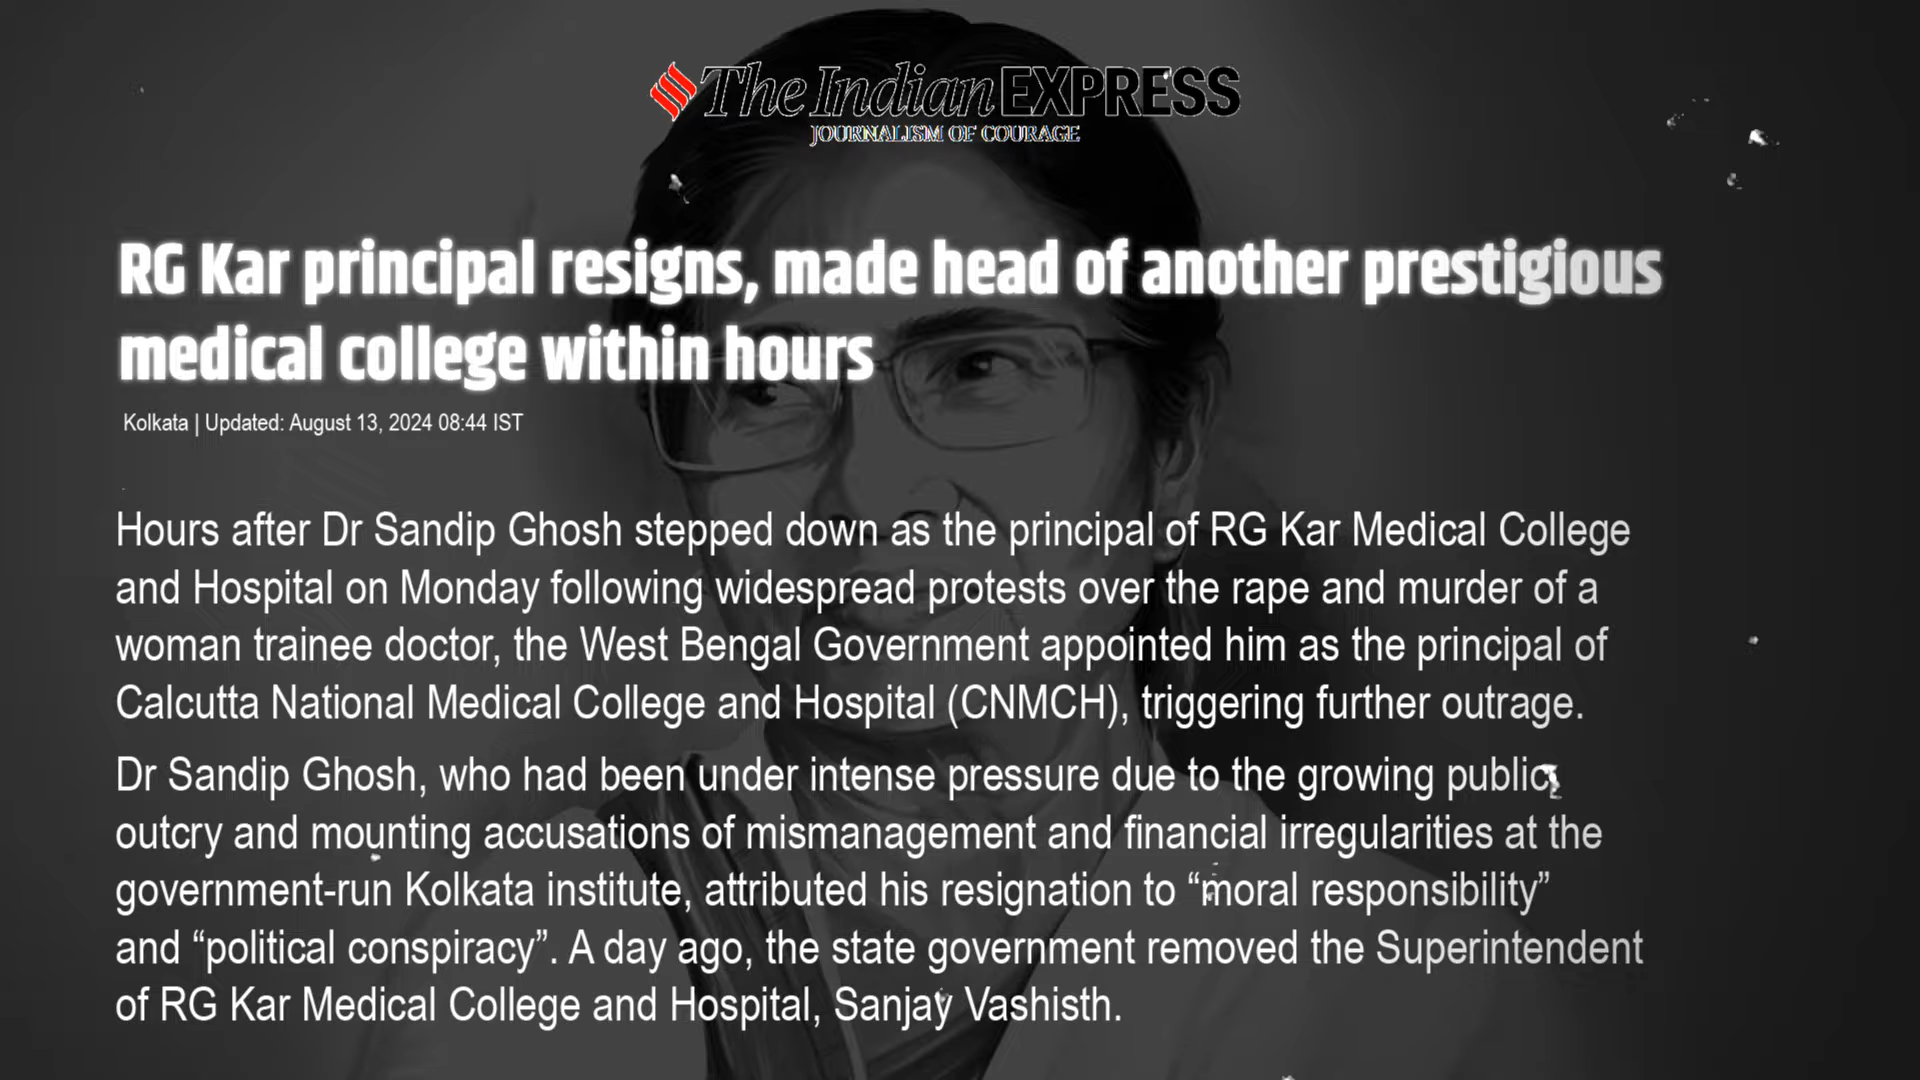 The Indian EXPRESS
JOURNALISM OF COURAGE
RG Kar principal resigns, made head of another prestigious
medical college within hours
Kolkata | Updated: August 13, 2024 08:44 IST
Hours after Dr Sandip Ghosh stepped down as the principal of RG Kar Medical College
and Hospital on Monday following widespread protests over the rape and murder of a
woman trainee doctor, the West Bengal Government appointed him as the principal of
Calcutta National Medical College and Hospital (CNMCH), triggering further outrage.
Dr Sandip Ghosh, who had been under intense pressure due to the growing public
outcry and mounting accusations of mismanagement and financial irregularities at the
government-run Kolkata institute, attributed his resignation to “moral responsibility”
and “political conspiracy”. A day ago, the state government removed the Superintendent
of RG Kar Medical College and Hospital, Sanjay Vashisth.